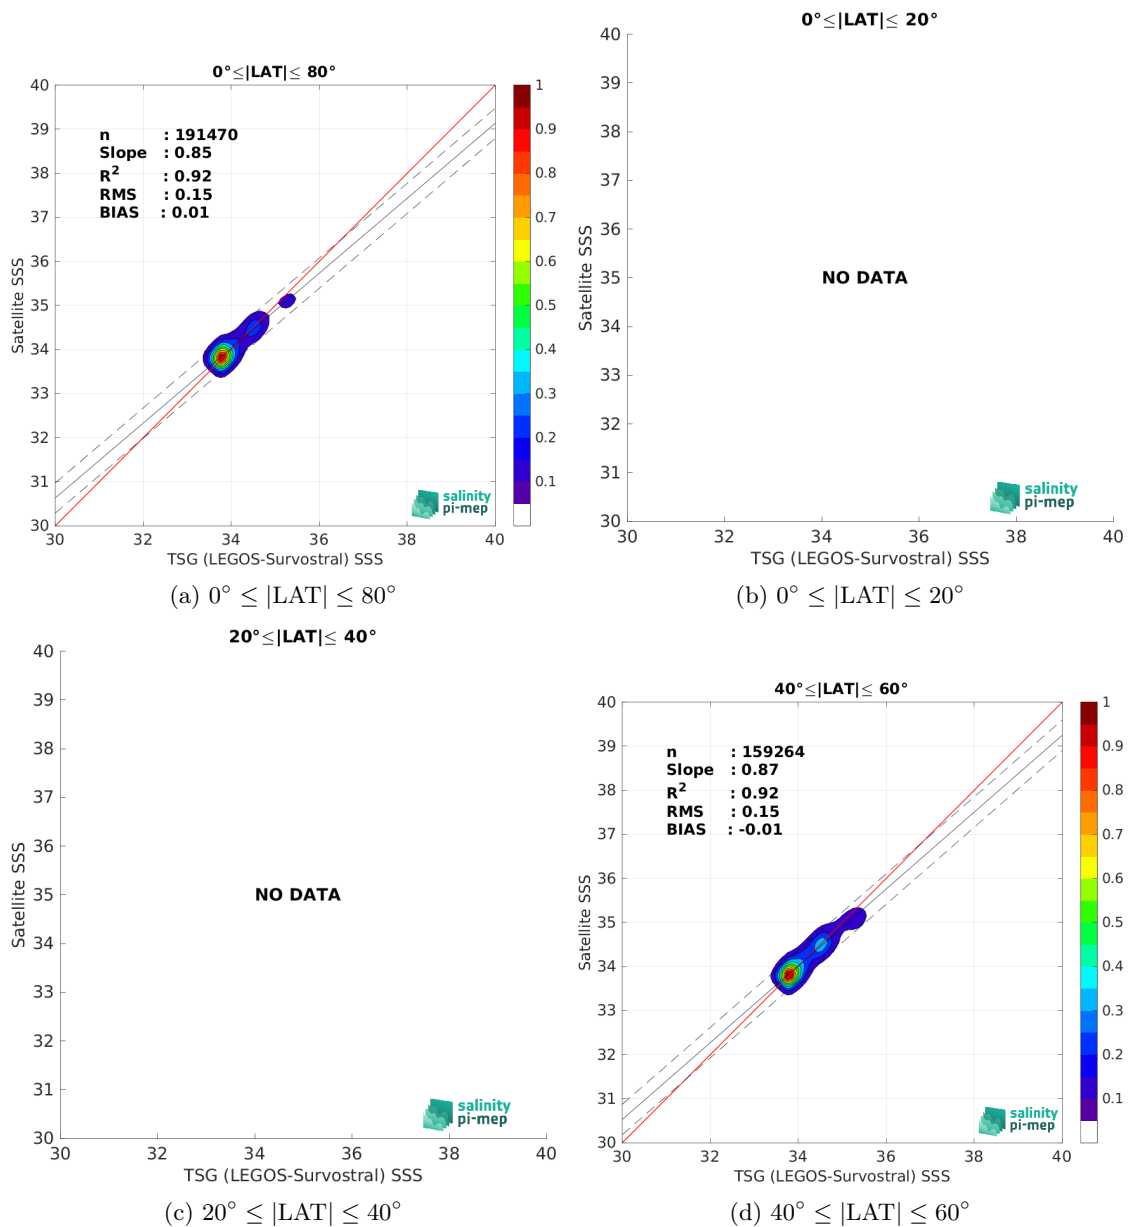 0°≤|LAT|≤ 80°
40
39
38
37
36
35
34
33
32
31
30
Satellite SSS
n : 191470
Slope : 0.85
R² : 0.92
RMS : 0.15
BIAS : 0.01
salinity
pi-mep
30 32 34 36 38 40
TSG (LEGOS-Survostral) SSS
1
0.9
0.8
0.7
0.6
0.5
0.4
0.3
0.2
0.1
(a) 0° ≤ |LAT| ≤ 80°
0°≤|LAT|≤ 20°
40
39
38
37
36
35
34
33
32
31
30
Satellite SSS
NO DATA
salinity
pi-mep
30 32 34 36 38 40
TSG (LEGOS-Survostral) SSS
(b) 0° ≤ |LAT| ≤ 20°
20°≤|LAT|≤ 40°
40
39
38
37
36
35
34
33
32
31
30
Satellite SSS
NO DATA
salinity
pi-mep
30 32 34 36 38 40
TSG (LEGOS-Survostral) SSS
(c) 20° ≤ |LAT| ≤ 40°
40°≤|LAT|≤ 60°
40
39
38
37
36
35
34
33
32
31
30
Satellite SSS
n : 159264
Slope : 0.87
R² : 0.92
RMS : 0.15
BIAS : -0.01
salinity
pi-mep
30 32 34 36 38 40
TSG (LEGOS-Survostral) SSS
1
0.9
0.8
0.7
0.6
0.5
0.4
0.3
0.2
0.1
(d) 40° ≤ |LAT| ≤ 60°